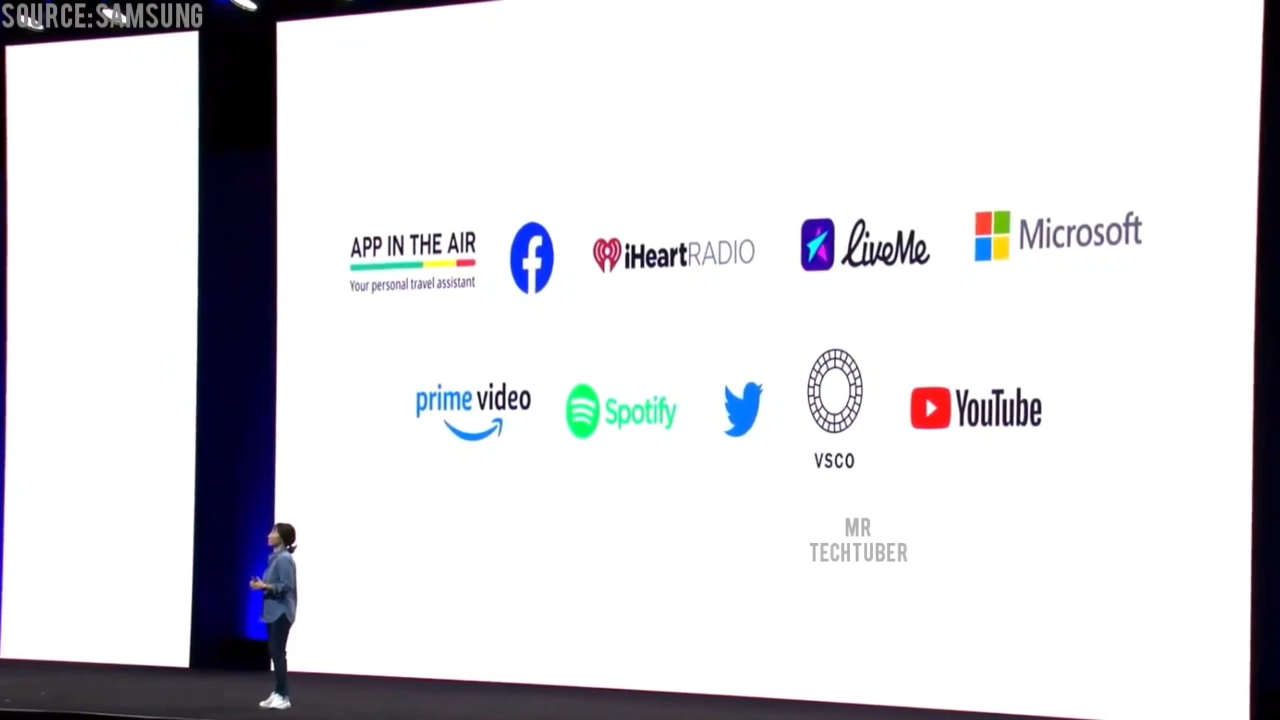 SOURCE: SAMSUNG
APP IN THE AIR
Your personal travel assistant
iHeartRADIO
LiveMe
Microsoft
prime video
Spotify
VSCO
YouTube
MR
TECHTUBER